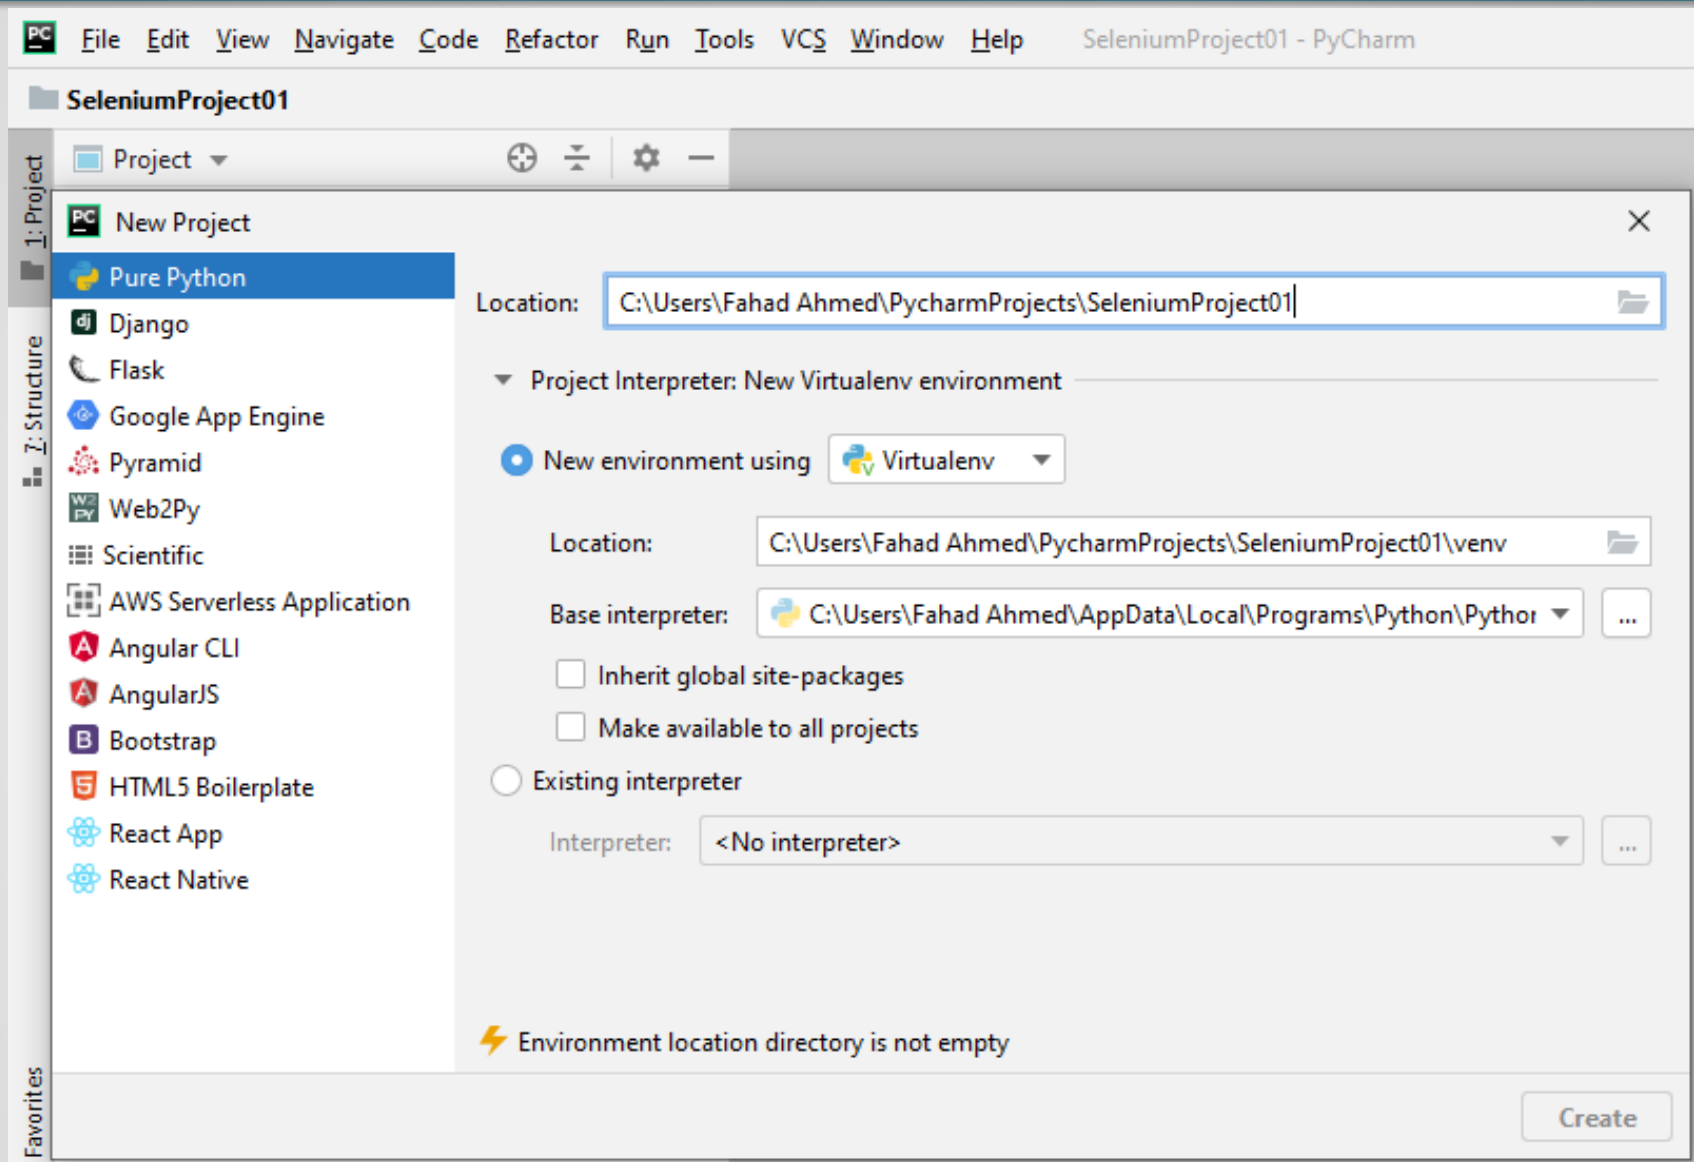 PC File Edit View Navigate Code Refactor Run Tools VCS Window Help SeleniumProject01 - PyCharm
SeleniumProject01
1: Project
7: Structure
Favorites
Project
PC New Project
Pure Python
dj Django
Flask
Google App Engine
Pyramid
W2PY Web2Py
Scientific
AWS Serverless Application
A Angular CLI
A AngularJS
B Bootstrap
5 HTML5 Boilerplate
React App
React Native
Location: C:\Users\Fahad Ahmed\PycharmProjects\SeleniumProject01
Project Interpreter: New Virtualenv environment
New environment using V Virtualenv
Location: C:\Users\Fahad Ahmed\PycharmProjects\SeleniumProject01\venv
Base interpreter: C:\Users\Fahad Ahmed\AppData\Local\Programs\Python\Pythor ...
Inherit global site-packages
Make available to all projects
Existing interpreter
Interpreter: <No interpreter> ...
Environment location directory is not empty
Create